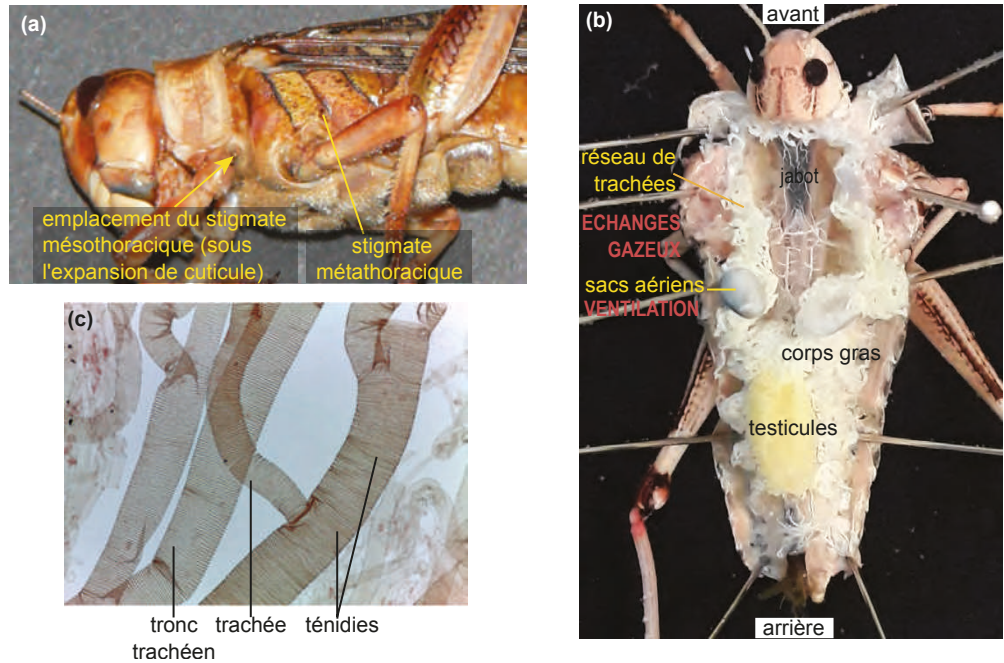 (a)
emplacement du stigmate
mésothoracique (sous
l'expansion de cuticule)
stigmate
métathoracique
(b)
avant
réseau de
trachées
jabot
ECHANGES
GAZEUX
sacs aériens
VENTILATION
corps gras
testicules
arrière
(c)
tronc
trachéen
trachée
ténidies